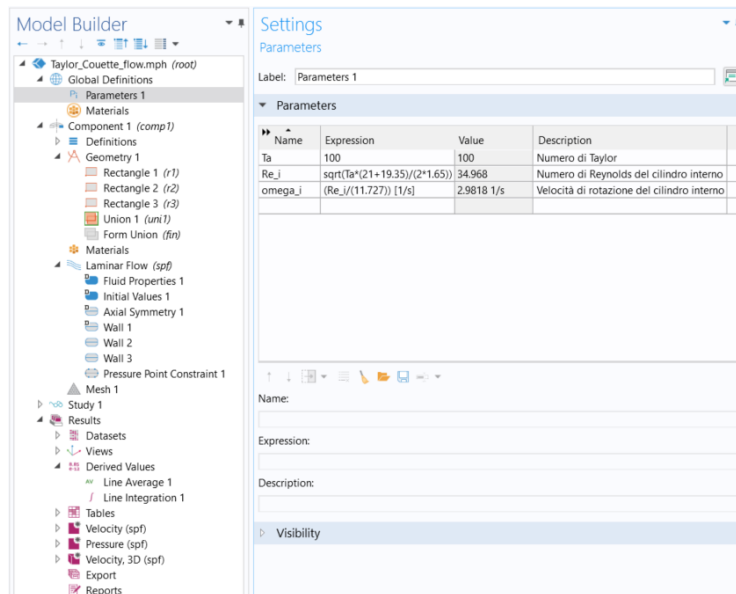 Model Builder
Taylor_Couette_flow.mph (root)
Global Definitions
Pi Parameters 1
Materials
Component 1 (comp1)
Definitions
Geometry 1
Rectangle 1 (r1)
Rectangle 2 (r2)
Rectangle 3 (r3)
Union 1 (uni1)
Form Union (fin)
Materials
Laminar Flow (spf)
Fluid Properties 1
Initial Values 1
Axial Symmetry 1
Wall 1
Wall 2
Wall 3
Pressure Point Constraint 1
Mesh 1
Study 1
Results
Datasets
Views
Derived Values
Line Average 1
Line Integration 1
Tables
Velocity (spf)
Pressure (spf)
Velocity, 3D (spf)
Export
Reports
Settings
Parameters
Label: Parameters 1
Parameters
Name Expression Value Description
Ta 100 100 Numero di Taylor
Re_i sqrt(Ta*(21+19.35)/(2*1.65)) 34.968 Numero di Reynolds del cilindro interno
omega_i (Re_i/(11.727)) [1/s] 2.9818 1/s Velocità di rotazione del cilindro interno
Name:
Expression:
Description:
Visibility